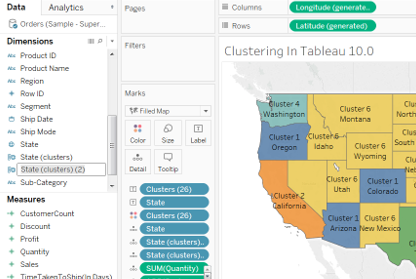 Data
Analytics
Orders (Sample - Super...
Dimensions
Product ID
Product Name
Region
Row ID
Segment
Ship Date
Ship Mode
State
State (clusters)
State (clusters) (2)
Sub-Category
Measures
CustomerCount
Discount
Profit
Quantity
Sales
TimeTakenToShip(In Days)
Pages
Filters
Marks
Filled Map
Color
Size
Label
Detail
Tooltip
Clusters (26)
State
Clusters (26)
State
State (clusters)..
State (clusters)..
SUM(Quantity)
Columns
Longitude (generate..
Rows
Latitude (generated)
Clustering In Tableau 10.0
Cluster 4
Washington
Cluster 6
Montana
North
Cluster 1
Oregon
Cluster 6
Idaho
Cluster 6
Wyoming
South
Cluster 2
California
Cluster 6
Utah
Cluster 1
Colorado
Cluster 1
Arizona
Cluster 6
New Mexico